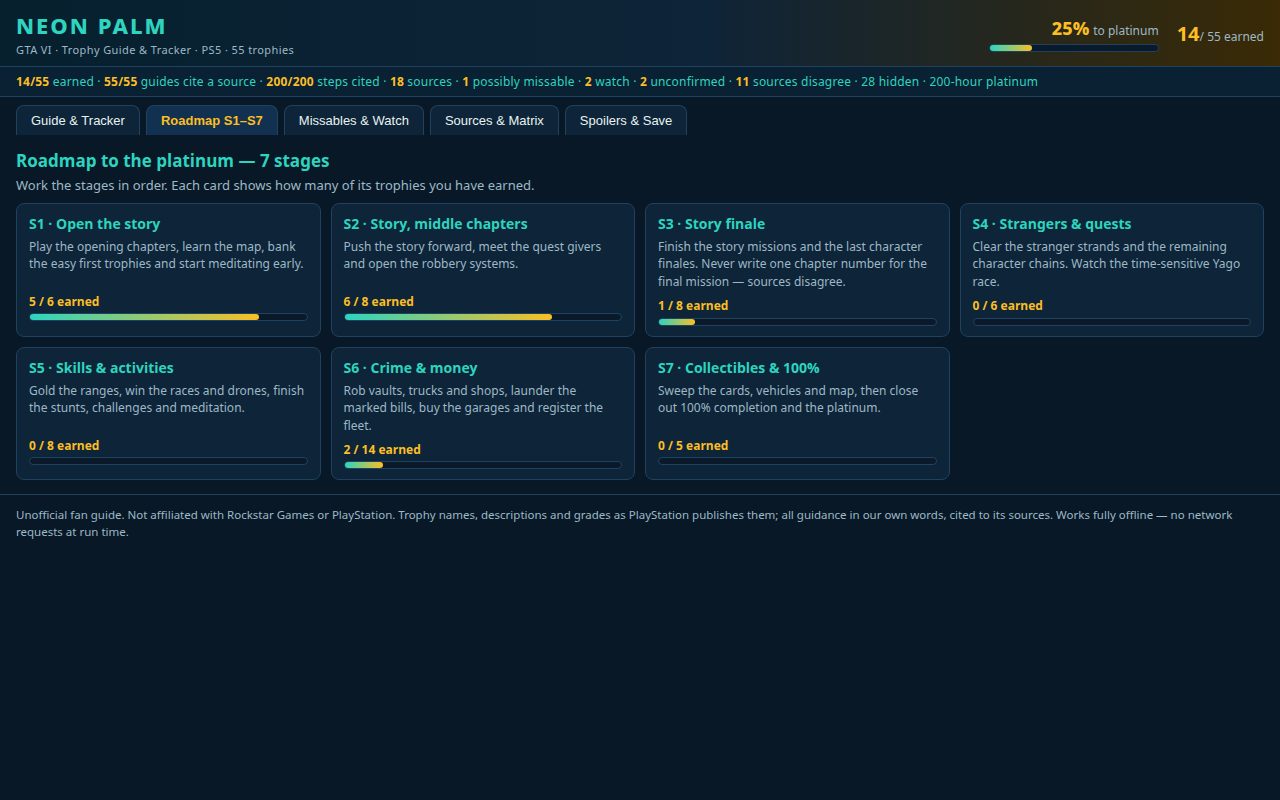 NEON PALM
GTA VI · Trophy Guide & Tracker · PS5 · 55 trophies
25% to platinum
14/ 55 earned
14/55 earned · 55/55 guides cite a source · 200/200 steps cited · 18 sources · 1 possibly missable · 2 watch · 2 unconfirmed · 11 sources disagree · 28 hidden · 200-hour platinum
Guide & Tracker
Roadmap S1–S7
Missables & Watch
Sources & Matrix
Spoilers & Save
Roadmap to the platinum — 7 stages
Work the stages in order. Each card shows how many of its trophies you have earned.
S1 · Open the story
Play the opening chapters, learn the map, bank
the easy first trophies and start meditating early.
5 / 6 earned
S2 · Story, middle chapters
Push the story forward, meet the quest givers
and open the robbery systems.
6 / 8 earned
S3 · Story finale
Finish the story missions and the last character
finales. Never write one chapter number for the
final mission — sources disagree.
1 / 8 earned
S4 · Strangers & quests
Clear the stranger strands and the remaining
character chains. Watch the time-sensitive Yago
race.
0 / 6 earned
S5 · Skills & activities
Gold the ranges, win the races and drones, finish
the stunts, challenges and meditation.
0 / 8 earned
S6 · Crime & money
Rob vaults, trucks and shops, launder the
marked bills, buy the garages and register the
fleet.
2 / 14 earned
S7 · Collectibles & 100%
Sweep the cards, vehicles and map, then close
out 100% completion and the platinum.
0 / 5 earned
Unofficial fan guide. Not affiliated with Rockstar Games or PlayStation. Trophy names, descriptions and grades as PlayStation publishes them; all guidance in our own words, cited to its sources. Works fully offline — no network
requests at run time.